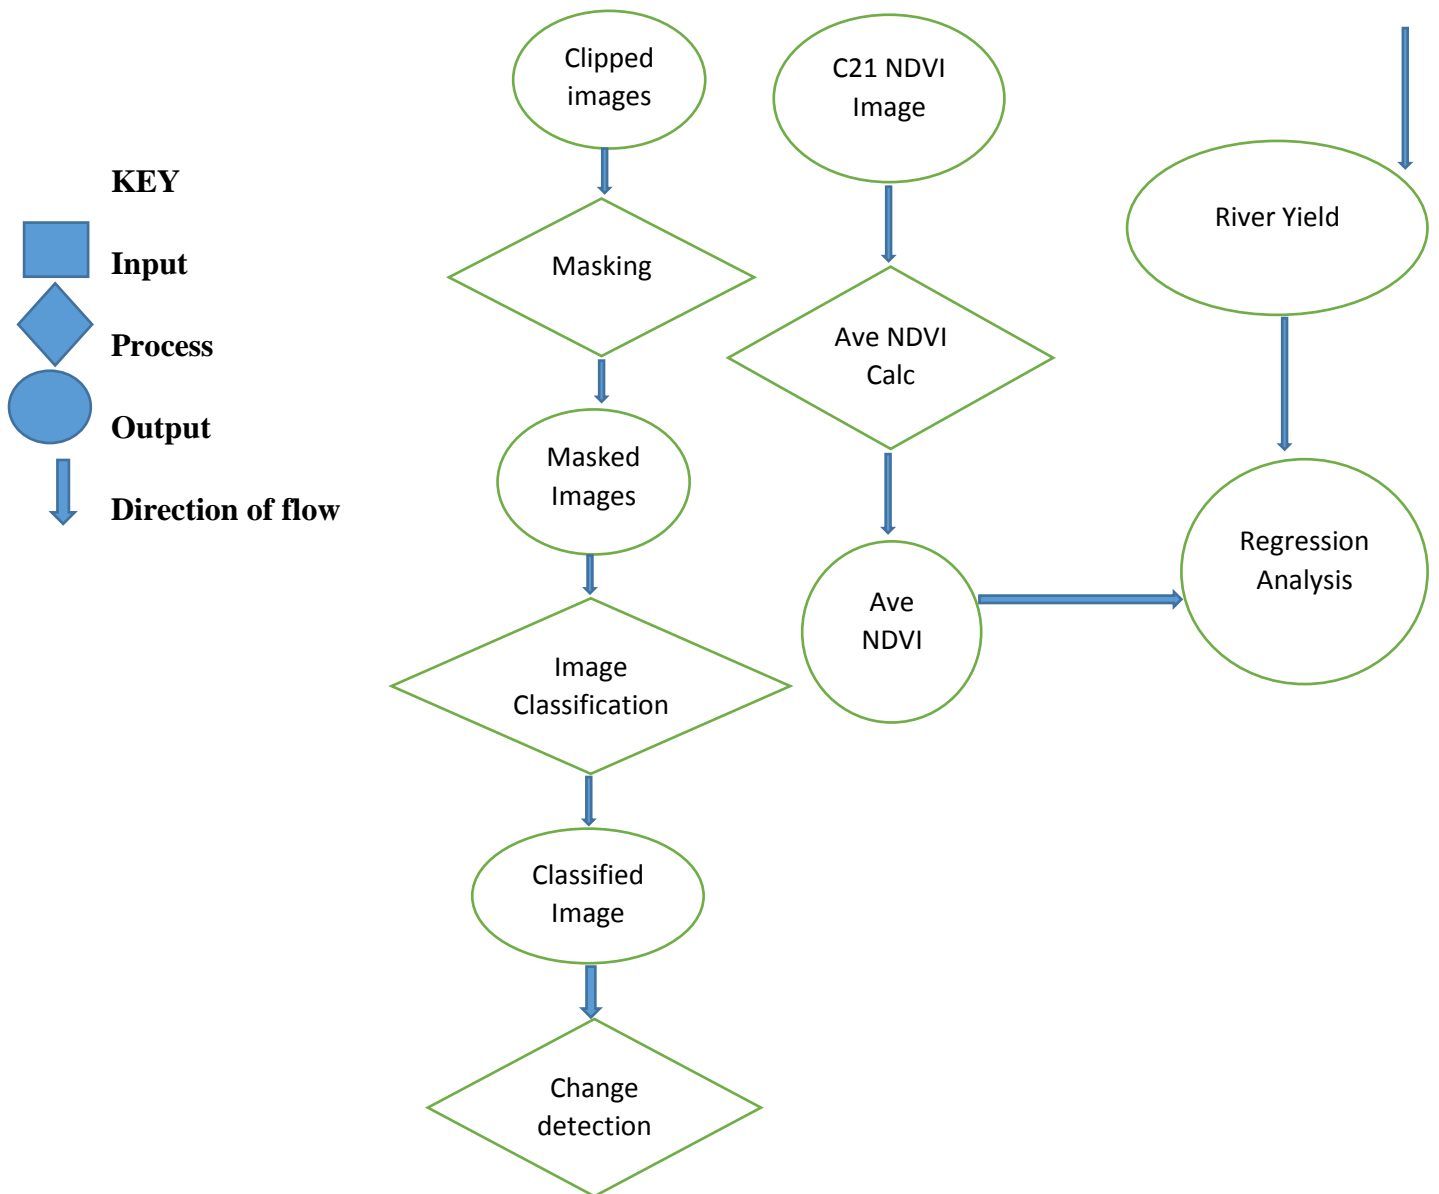 KEY
Input
Process
Output
Direction of flow
Clipped
images
Masking
Masked
Images
Image
Classification
Classified
Image
Change
detection
C21 NDVI
Image
Ave NDVI
Calc
Ave
NDVI
River Yield
Regression
Analysis